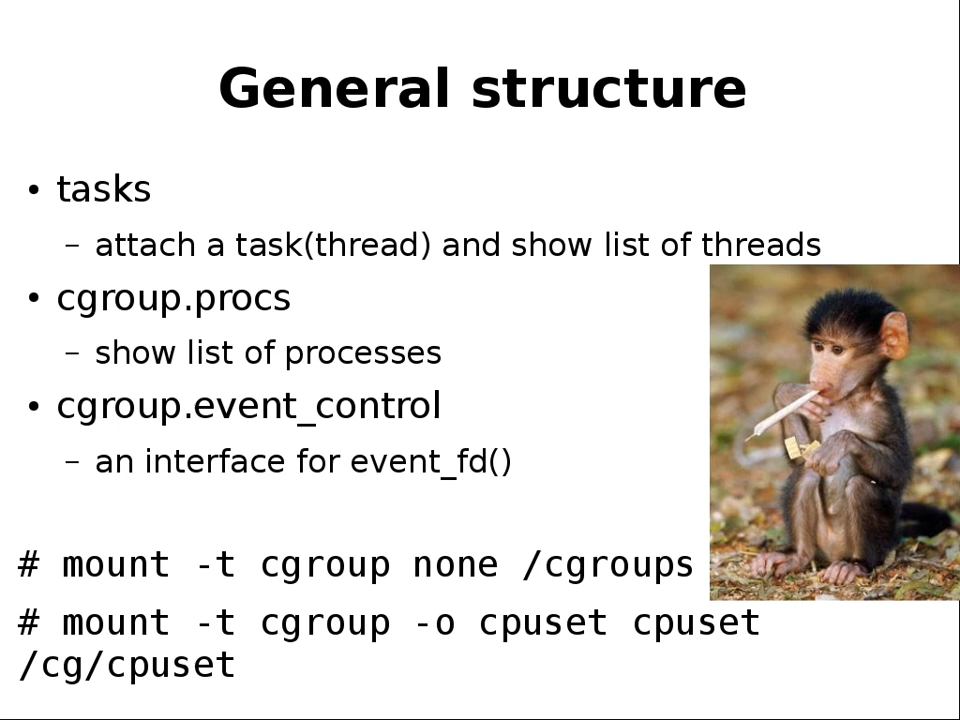 General structure
• tasks
– attach a task(thread) and show list of threads
• cgroup.procs
– show list of processes
• cgroup.event_control
– an interface for event_fd()
# mount -t cgroup none /cgroups
# mount -t cgroup -o cpuset cpuset
/cg/cpuset